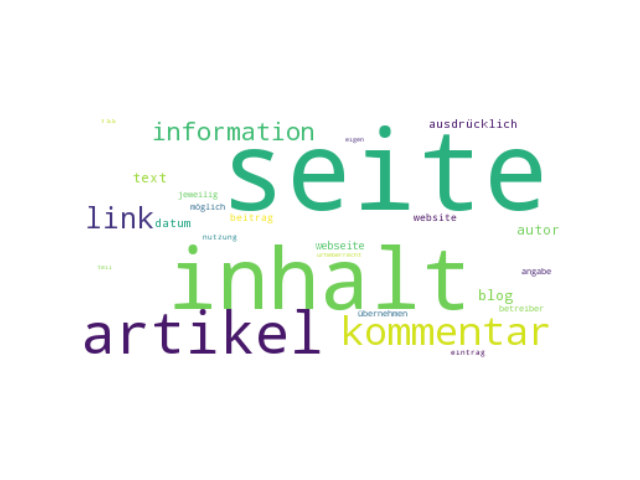 ausdrücklich
information
eigen
seite
text
jeweilig
möglich
link
datum
beitrag
website
autor
nutzung
webseite
inhalt
urheberrecht
teil
angabe
blog
betreiber
übernehmen
artikel
kommentar
eintrag